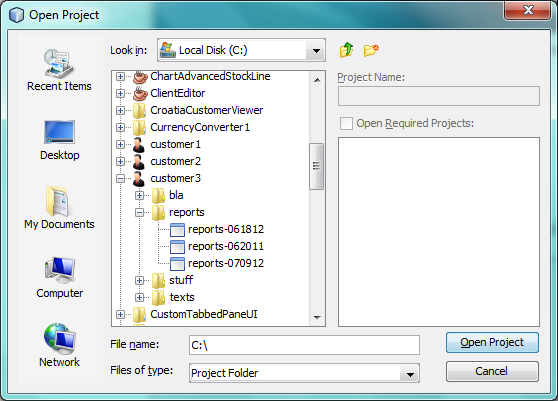 Open Project
Look in:
Local Disk (C:)
Recent Items
Desktop
My Documents
Computer
Network
ChartAdvancedStockLine
ClientEditor
CroatiaCustomerViewer
CurrencyConverter1
customer1
customer2
customer3
bla
reports
reports-061812
reports-062011
reports-070912
stuff
texts
CustomTabbedPaneUI
Project Name:
Open Required Projects:
File name:
C:\
Open Project
Files of type:
Project Folder
Cancel